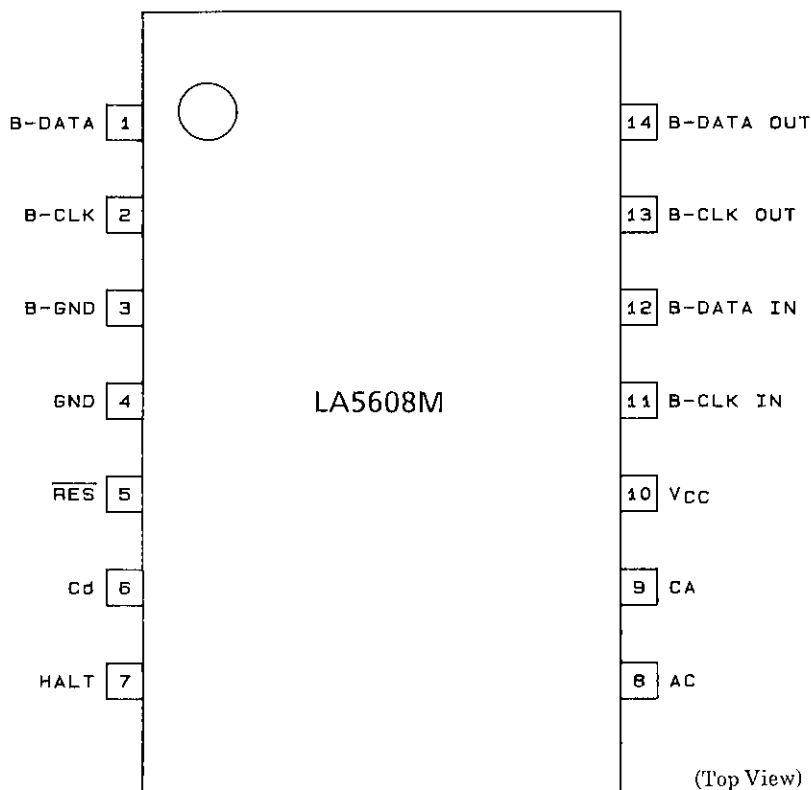 B-DATA 1
14 B-DATA OUT
B-CLK 2
13 B-CLK OUT
B-GND 3
12 B-DATA IN
GND 4
LA5608M
11 B-CLK IN
R̅E̅S̅ 5
10 VCC
Cd 6
9 CA
HALT 7
8 AC
(Top View)